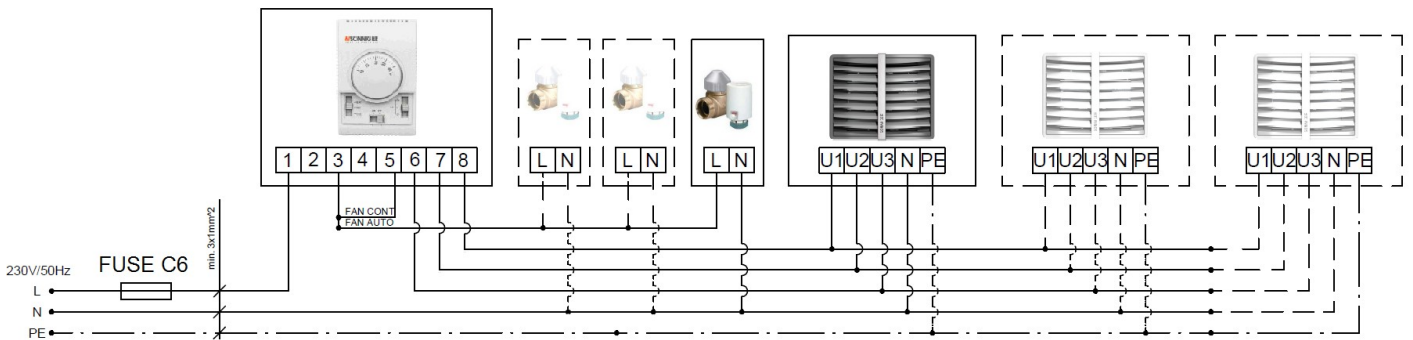 1 2 3 4 5 6 7 8
L N
L N
L N
U1 U2 U3 N PE
U1 U2 U3 N PE
U1 U2 U3 N PE
FAN CONT
FAN AUTO
min. 3x1mm^2
230V/50Hz
FUSE C6
L
N
PE